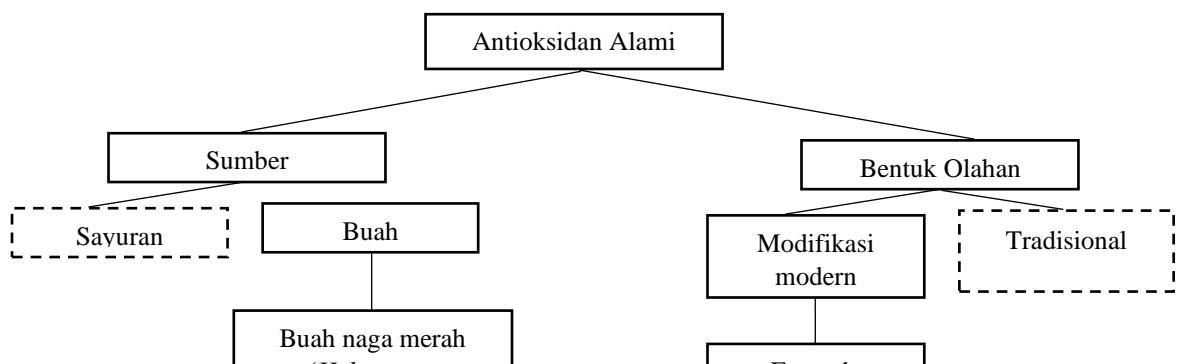 Antioksidan Alami
Sumber
Bentuk Olahan
Sayuran
Buah
Modifikasi
modern
Tradisional
Buah naga merah